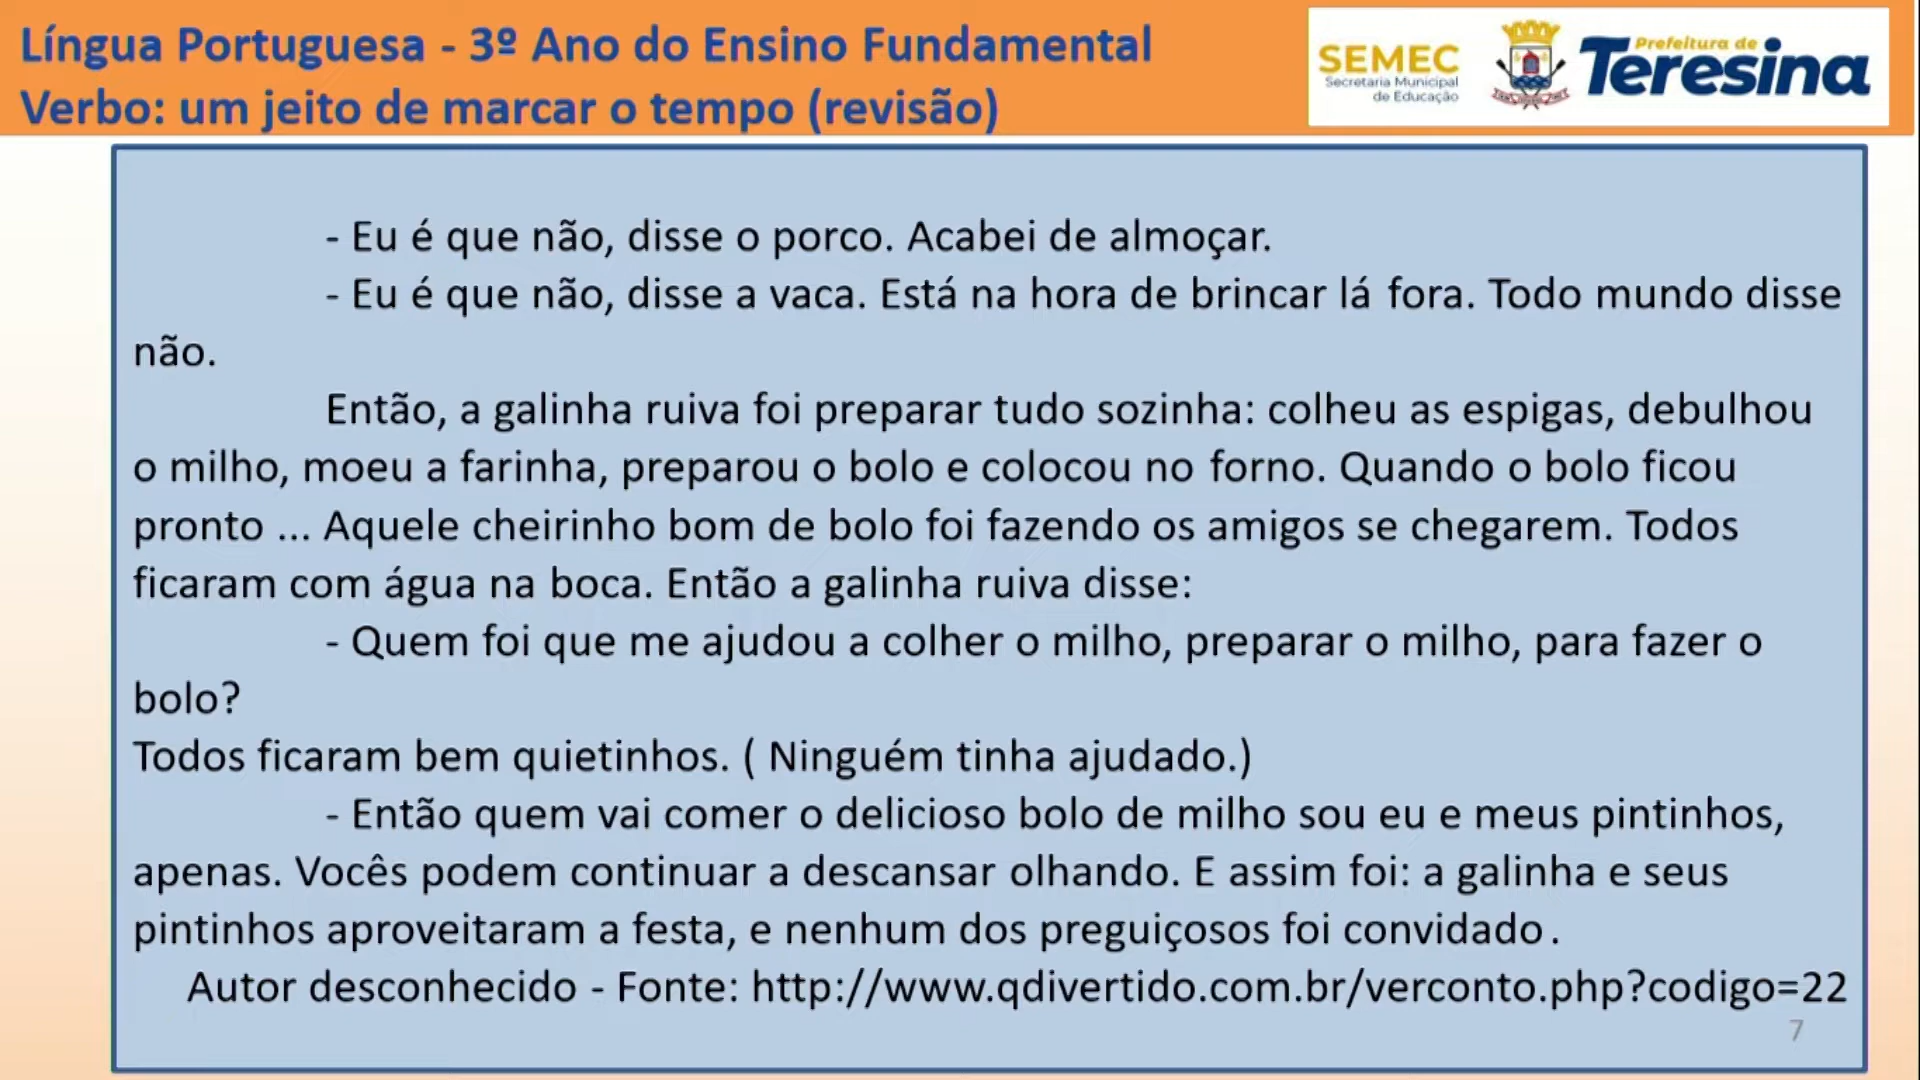 Língua Portuguesa - 3º Ano do Ensino Fundamental
Verbo: um jeito de marcar o tempo (revisão)
SEMEC
Secretaria Municipal
de Educação
Prefeitura de
Teresina
- Eu é que não, disse o porco. Acabei de almoçar.
- Eu é que não, disse a vaca. Está na hora de brincar lá fora. Todo mundo disse
não.
Então, a galinha ruiva foi preparar tudo sozinha: colheu as espigas, debulhou
o milho, moeu a farinha, preparou o bolo e colocou no forno. Quando o bolo ficou
pronto ... Aquele cheirinho bom de bolo foi fazendo os amigos se chegarem. Todos
ficaram com água na boca. Então a galinha ruiva disse:
- Quem foi que me ajudou a colher o milho, preparar o milho, para fazer o
bolo?
Todos ficaram bem quietinhos. ( Ninguém tinha ajudado.)
- Então quem vai comer o delicioso bolo de milho sou eu e meus pintinhos,
apenas. Vocês podem continuar a descansar olhando. E assim foi: a galinha e seus
pintinhos aproveitaram a festa, e nenhum dos preguiçosos foi convidado.
Autor desconhecido - Fonte: http://www.qdivertido.com.br/verconto.php?codigo=22
7